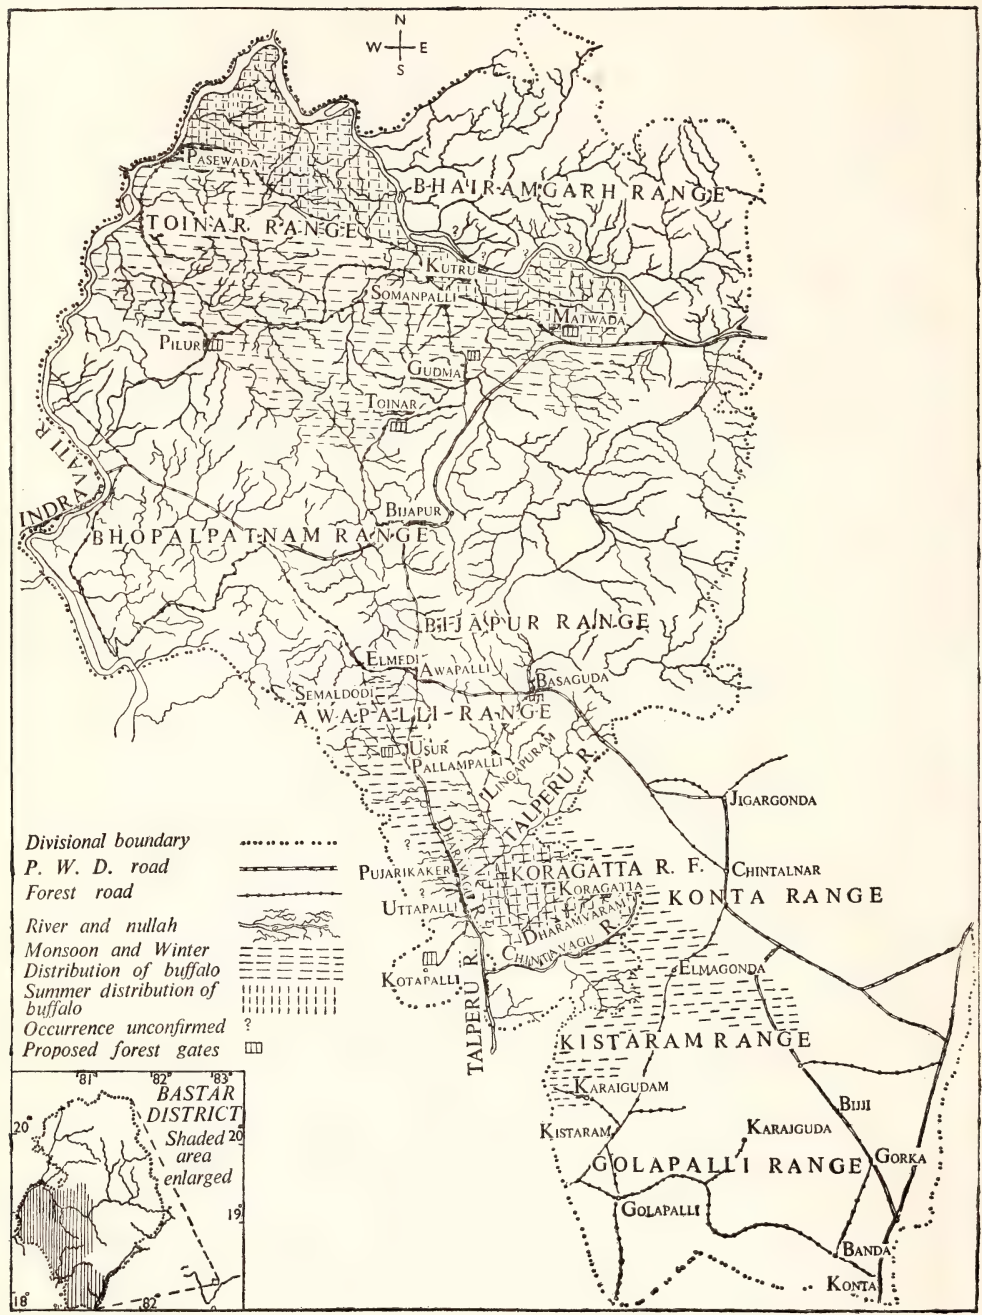 N
W E
S
PASEWADA
BHAIRAMGARH RANGE
TOINAR RANGE
?
?
?
?
KUTRU
SOMANPALLI
MATWADA
PILUR
?
GUDMA
TOINAR
INDRAVATI R.
BIJAPUR
BHOPALPATNAM RANGE
BIJAPUR RANGE
ELMEDI
AWAPALLI
BASAGUDA
SEMALDODI
AWAPALLI-RANGE
USUR
PALLAMPALLI
LINGAPURAM
TALPERU R.
JIGARGONDA
DHARAVAGU R.
?
PUJARIKAKER
KORAGATTA R. F.
CHINTALNAR
KORAGATTA
KONTA RANGE
?
UTTAPALLI
DHARMVARAM
CHINTAVAGU R.
?
KOTAPALLI
ELMAGONDA
TALPERU R.
KISTARAM RANGE
KARAIGUDAM
BIJJI
KISTARAM
KARAJGUDA
GOLAPALLI RANGE
GORKA
GOLAPALLI
BANDA
KONTA
Divisional boundary
P. W. D. road
Forest road
River and nullah
Monsoon and Winter
Distribution of buffalo
Summer distribution of
buffalo
Occurrence unconfirmed ?
Proposed forest gates
81° 82° 83°
BASTAR
DISTRICT
20° 20°
Shaded
area
enlarged
19°
18° 82°